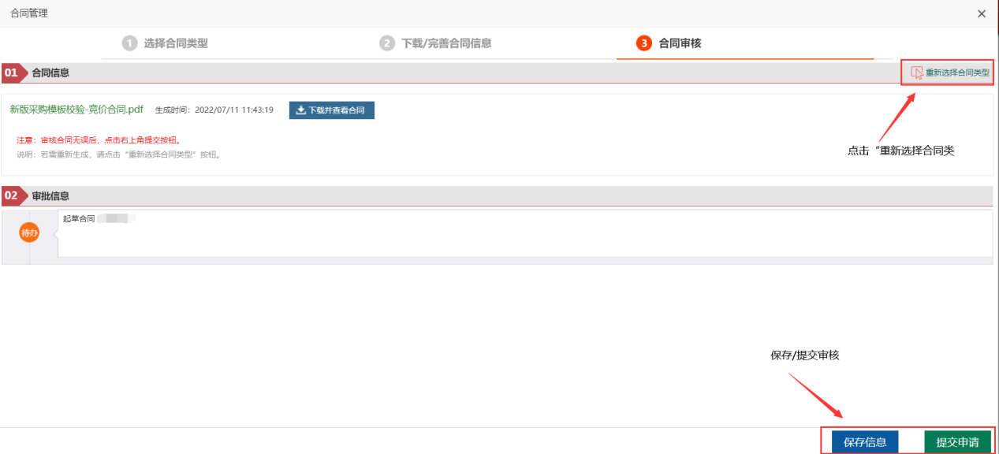 合同管理
1 选择合同类型
2 下载/完善合同信息
3 合同审核
01 合同信息
重新选择合同类型
新版采购模板校验-竞价合同.pdf 生成时间：2022/07/11 11:43:19 下载并查看合同
注意：审核合同无误后，点击右上角提交按钮。
说明：若需重新生成，请点击“重新选择合同类型”按钮。
点击“重新选择合同类
02 审批信息
起草合同
待办
保存/提交审核
保存信息
提交申请